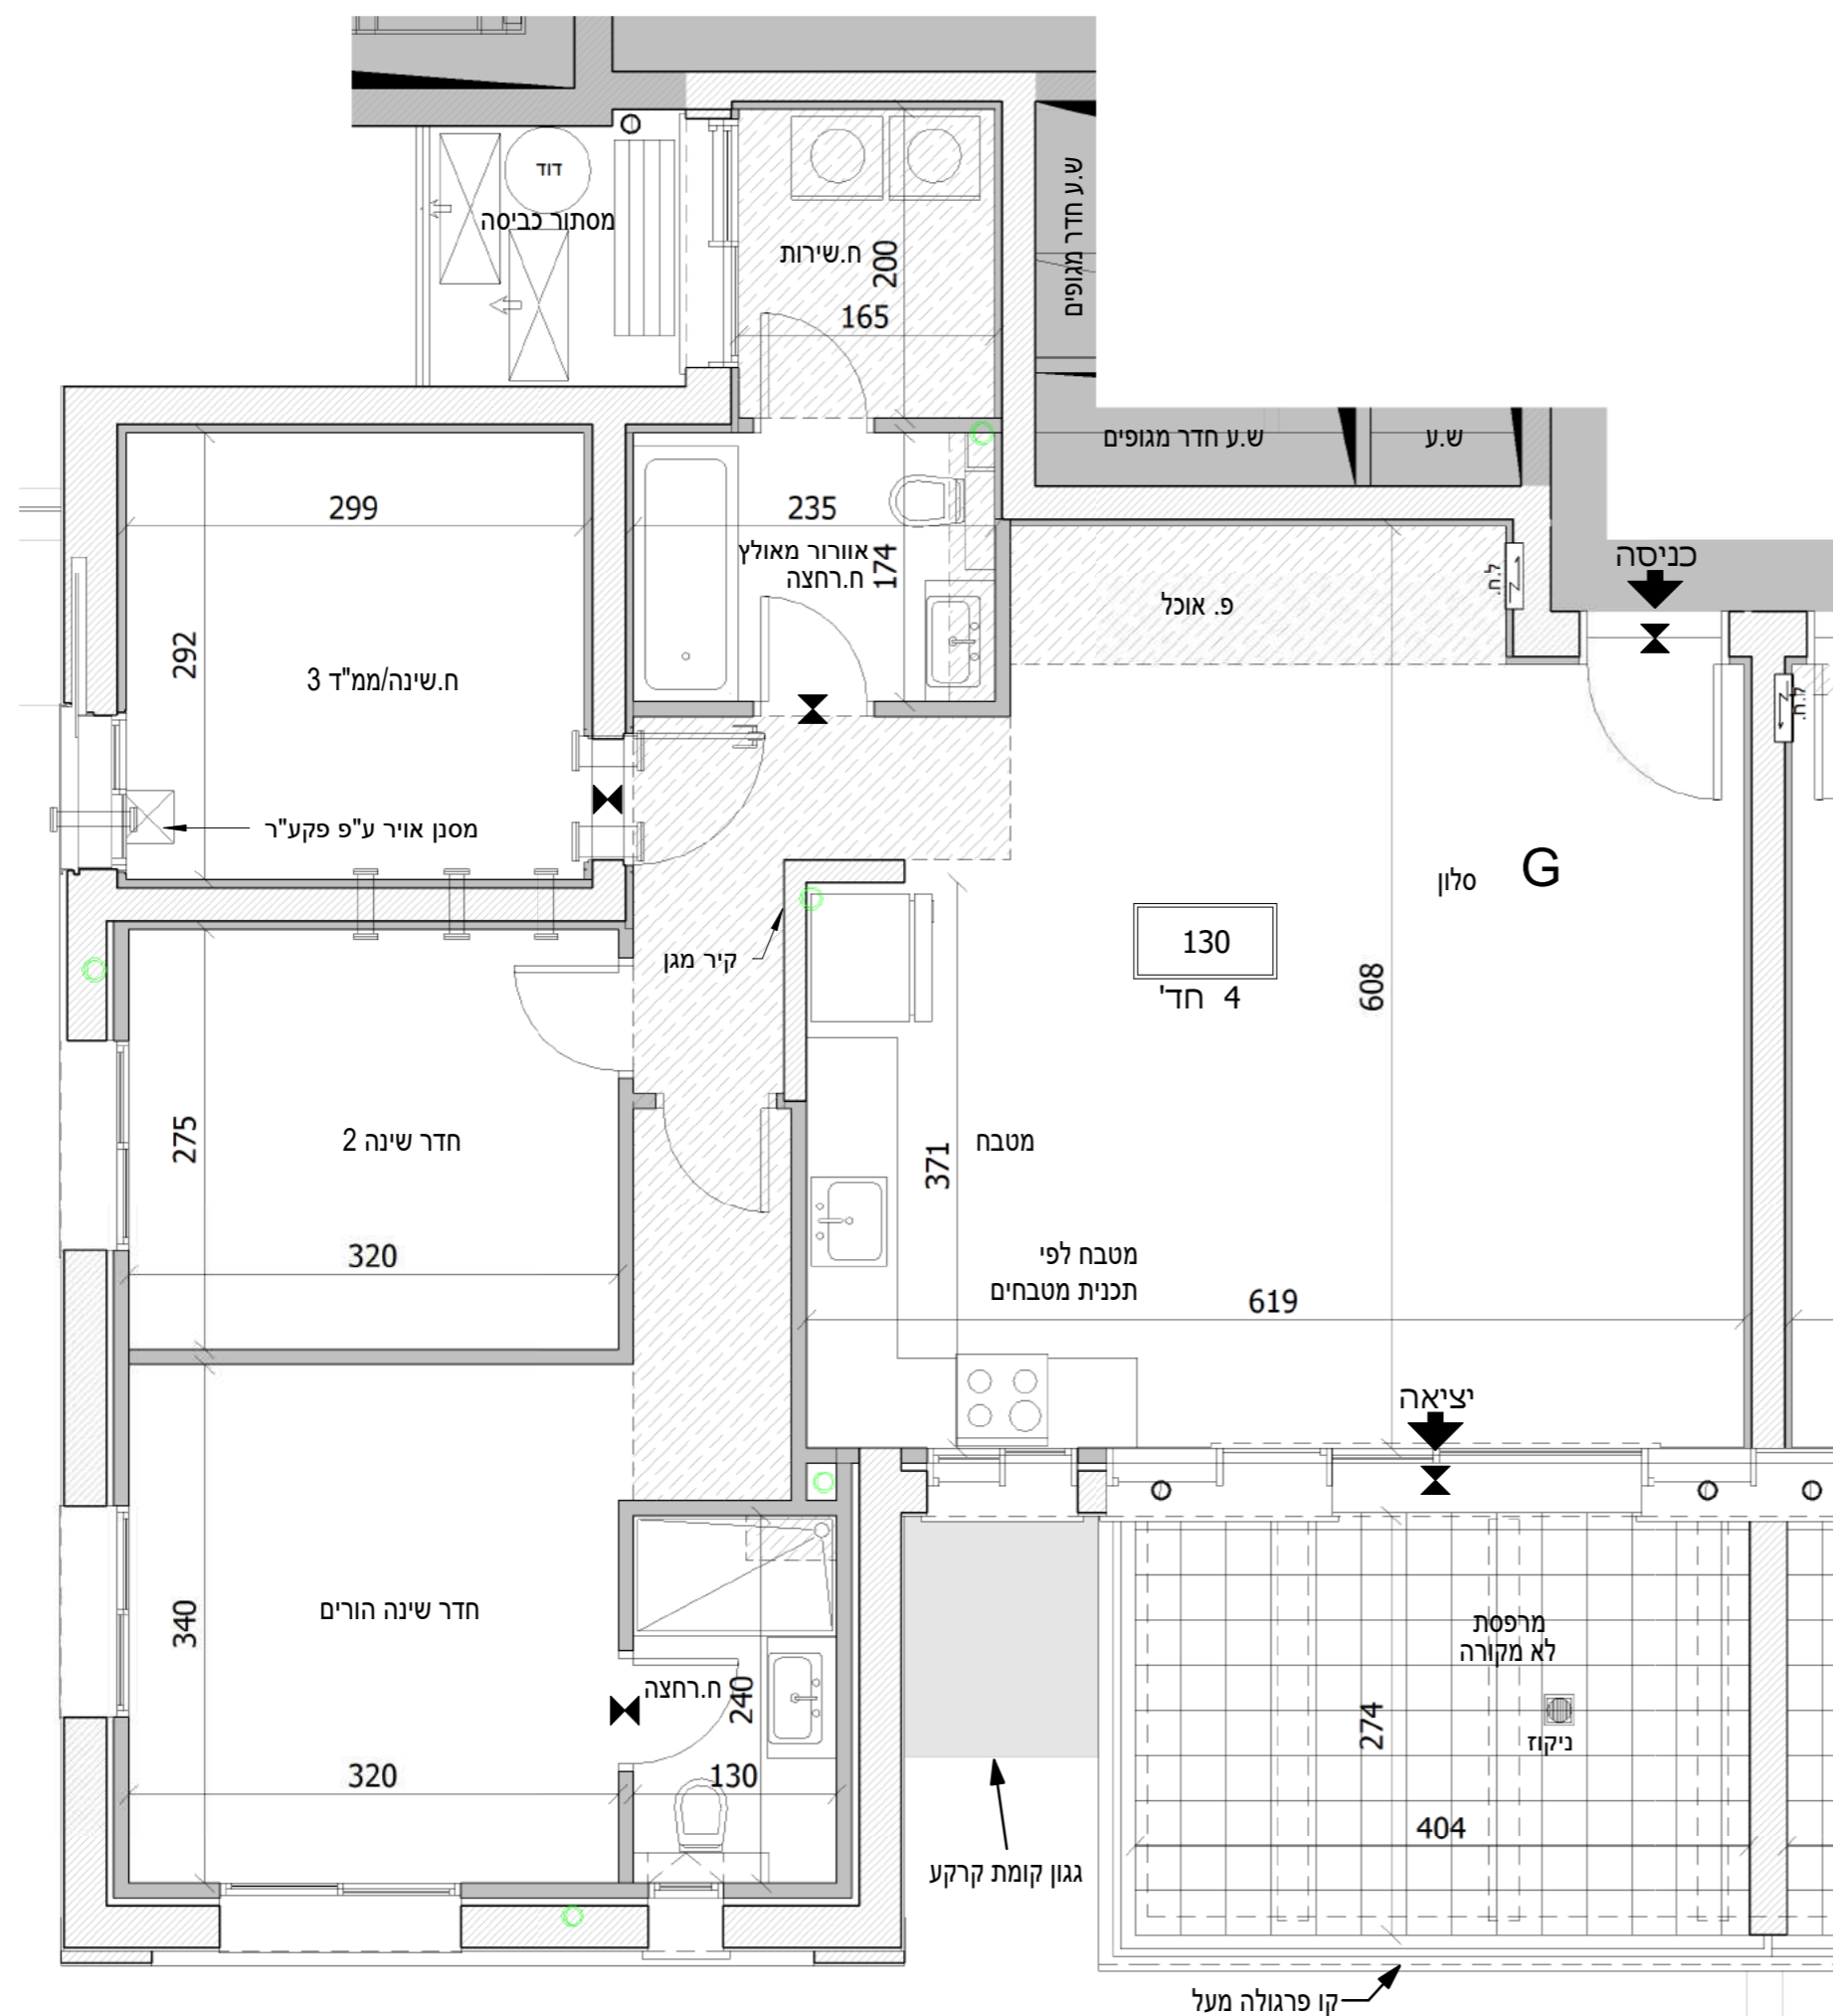 דוד
מסתור כביסה
ח.שירות
200
165
ש.ע חדר מגופים
ש.ע חדר מגופים
ש.ע
299
292
ח.שינה/ממ"ד 3
מסנן אויר ע"פ פקע"ר
235
174
אוורור מאולץ
ח.רחצה
פ. אוכל
ל.ח.
כניסה
ל.ח.
סלון
G
130
4 חד'
608
קיר מגן
275
חדר שינה 2
320
371
מטבח
מטבח לפי
תכנית מטבחים
619
יציאה
340
חדר שינה הורים
320
ח.רחצה
240
130
מרפסת
לא מקורה
274
ניקוז
404
גגון קומת קרקע
קו פרגולה מעל